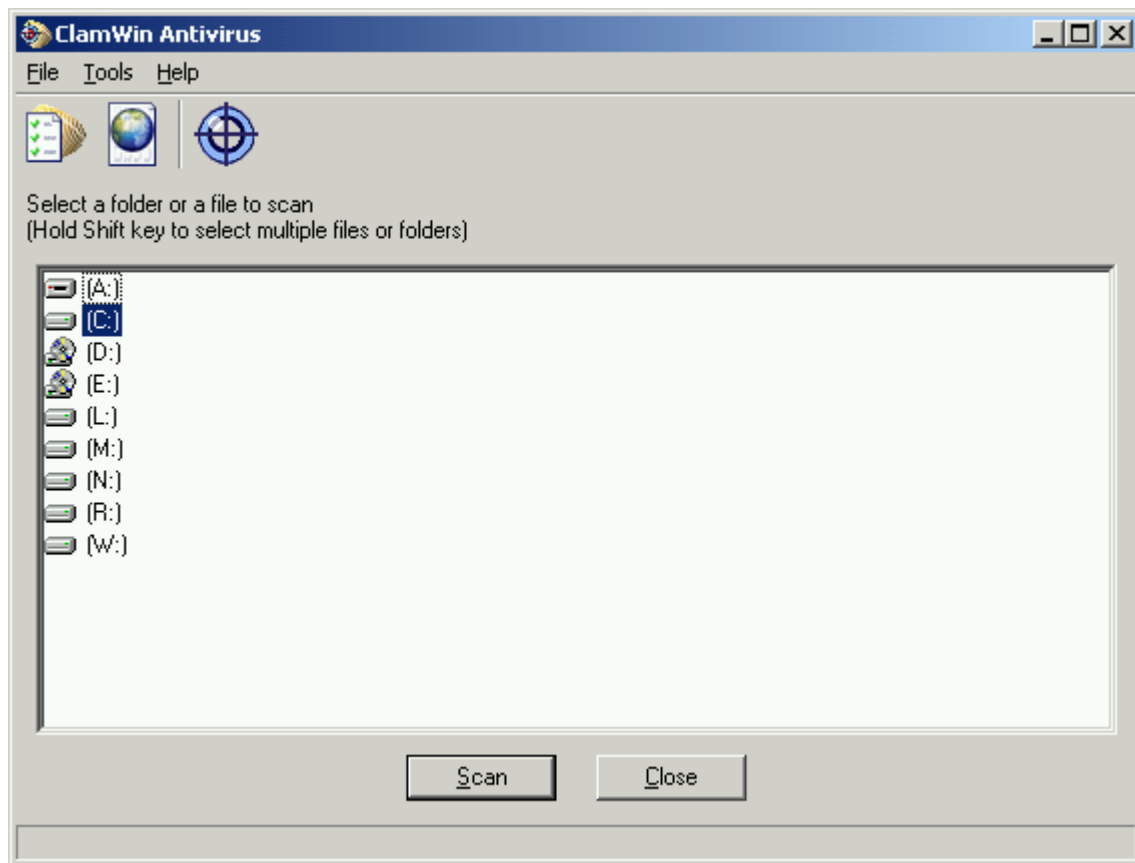 ClamWin Antivirus
File Tools Help
Select a folder or a file to scan
(Hold Shift key to select multiple files or folders)
(A:)
(C:)
(D:)
(E:)
(L:)
(M:)
(N:)
(R:)
(W:)
Scan Close